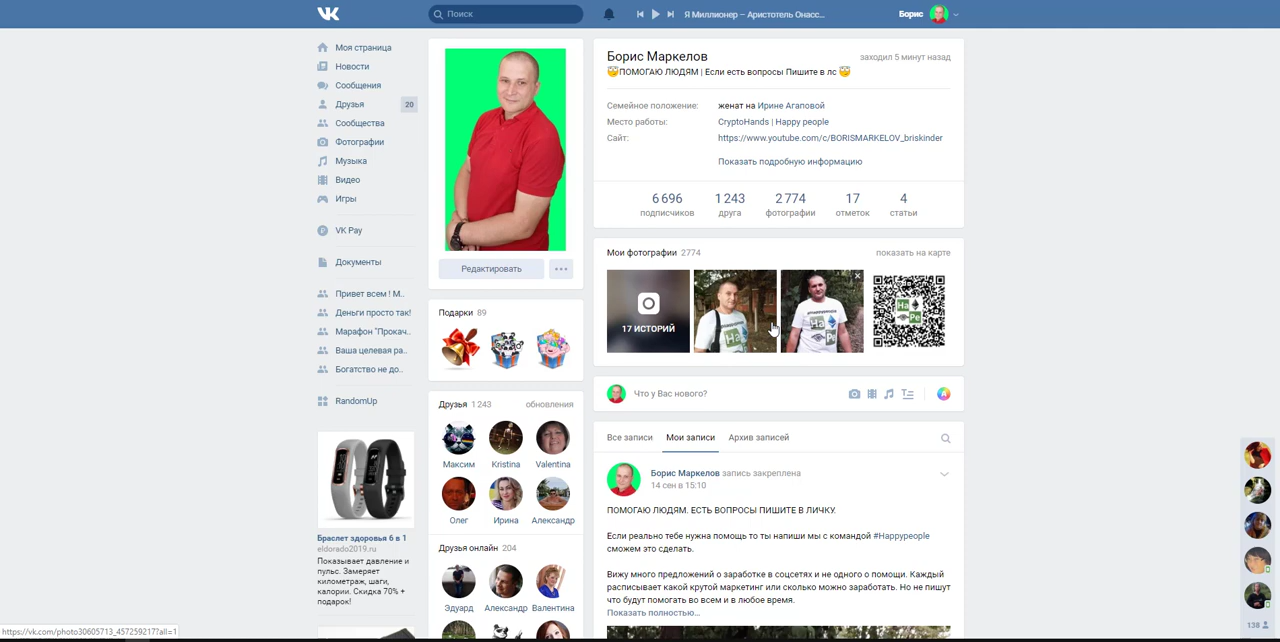 Поиск
Я Миллионер – Аристотель Онасс...
Борис
Моя страница
Новости
Сообщения
Друзья
20
Сообщества
Фотографии
Музыка
Видео
Игры
VK Pay
Документы
Привет всем ! М..
Деньги просто так!
Марафон "Прокач..
Ваша целевая ра..
Богатство не до..
RandomUp
Браслет здоровья 6 в 1
eldorado2019.ru
Показывает давление и
пульс. Замеряет
километраж, шаги,
калории. Скидка 70% +
подарок!
Редактировать
Подарки 89
Друзья 1 243
обновления
Максим
Kristina
Valentina
Олег
Ирина
Александр
Друзья онлайн 204
Эдуард
Александр
Валентина
Борис Маркелов
заходил 5 минут назад
ПОМОГАЮ ЛЮДЯМ | Если есть вопросы Пишите в лс
Семейное положение: женат на Ирине Агаповой
Место работы: CryptoHands | Happy people
Сайт: https://www.youtube.com/c/BORISMARKELOV_briskinder
Показать подробную информацию
6 696 1 243 2 774 17 4
подписчиков друга фотографии отметок статьи
Мои фотографии 2774
показать на карте
17 ИСТОРИЙ
Ha
Pe
Что у Вас нового?
Все записи Мои записи Архив записей
Борис Маркелов запись закреплена
14 сен в 15:10
ПОМОГАЮ ЛЮДЯМ. ЕСТЬ ВОПРОСЫ ПИШИТЕ В ЛИЧКУ.
Если реально тебе нужна помощь то ты напиши мы с командой #Happypeople
сможем это сделать.
Вижу много предложений о заработке в соцсетях и не одного о помощи. Каждый
расписывает какой крутой маркетинг или сколько можно заработать. Но не пишут
что будут помогать во всем и в любое время.
Показать полностью...
138
https://vk.com/photo30605713_457259217?all=1